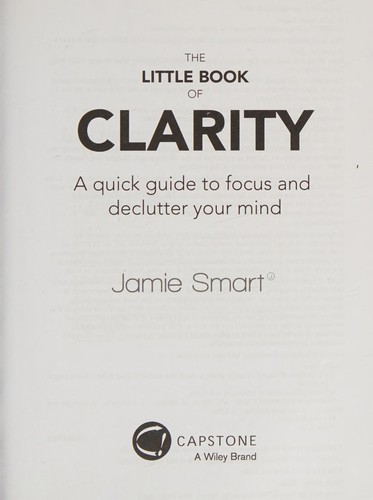 THE
LITTLE BOOK
OF
CLARITY
A quick guide to focus and
declutter your mind
Jamie Smart
CAPSTONE
A Wiley Brand